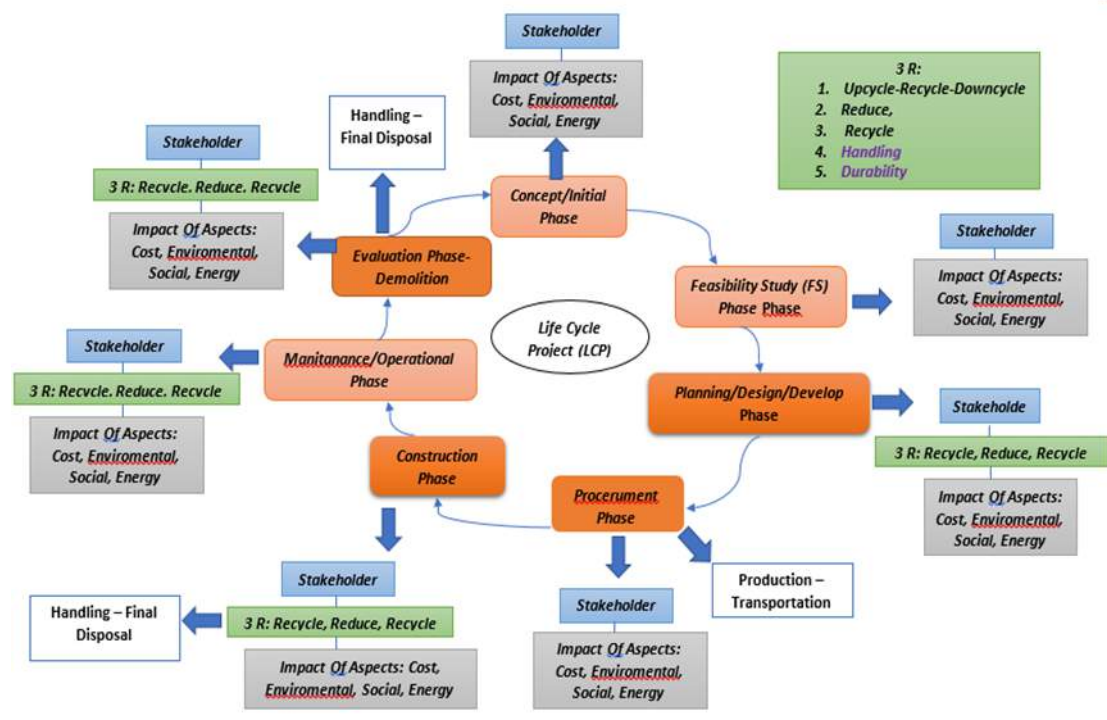 Stakeholder
Impact Of Aspects:
Cost, Enviromental,
Social, Energy
3 R:
1. Upcycle-Recycle-Downcycle
2. Reduce,
3. Recycle
4. Handling
5. Durability
Handling –
Final Disposal
Stakeholder
3 R: Recycle. Reduce. Recycle
Impact Of Aspects:
Cost, Enviromental,
Social, Energy
Concept/Initial
Phase
Evaluation Phase-
Demolition
Stakeholder
Impact Of Aspects:
Cost, Enviromental,
Social, Energy
Feasibility Study (FS)
Phase Phase
Life Cycle
Project (LCP)
Manitanance/Operational
Phase
Stakeholder
3 R: Recycle. Reduce. Recycle
Impact Of Aspects:
Cost, Enviromental,
Social, Energy
Planning/Design/Develop
Phase
Stakeholde
3 R: Recycle, Reduce, Recycle
Impact Of Aspects:
Cost, Enviromental,
Social, Energy
Construction
Phase
Procerument
Phase
Production –
Transportation
Stakeholder
3 R: Recycle, Reduce, Recycle
Impact Of Aspects: Cost,
Enviromental, Social, Energy
Handling – Final
Disposal
Stakeholder
Impact Of Aspects:
Cost, Enviromental,
Social, Energy